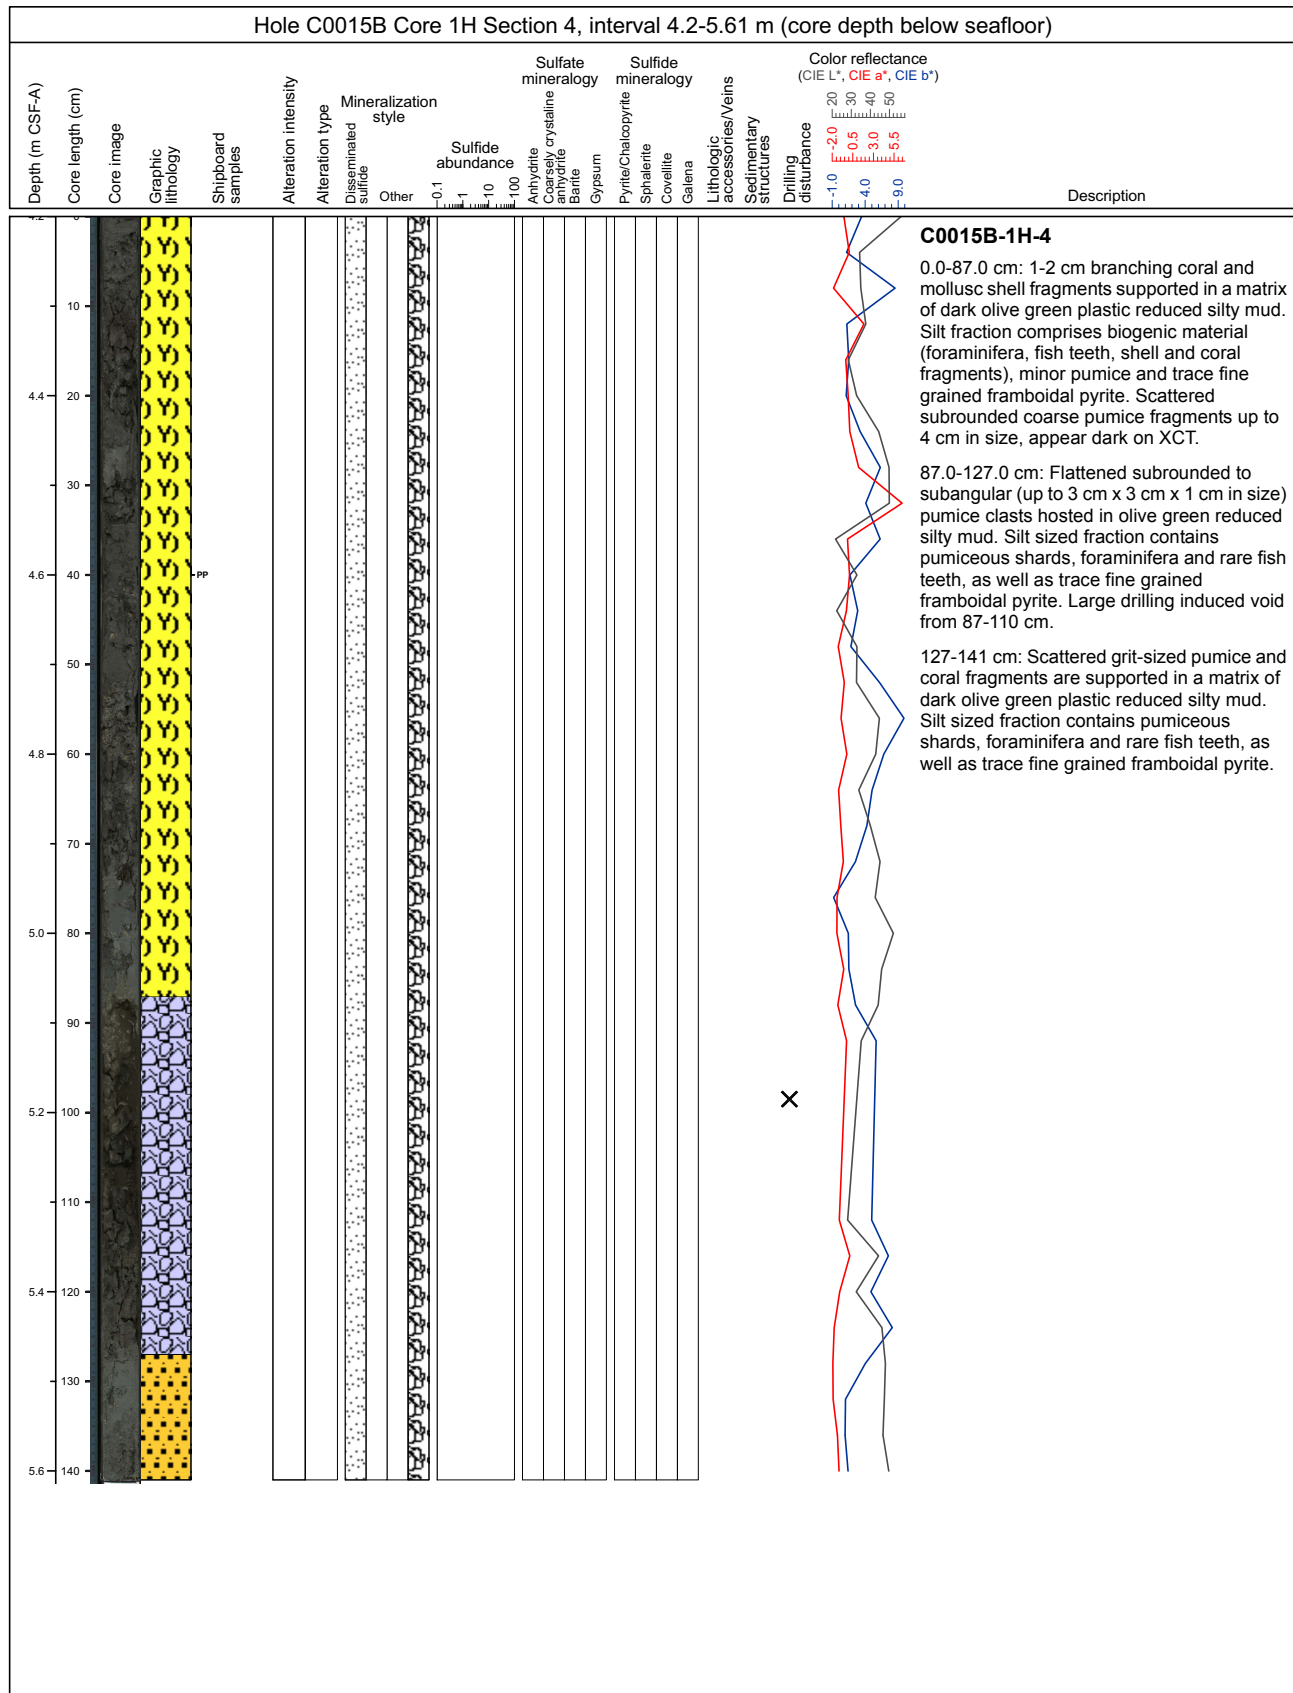 Hole C0015B Core 1H Section 4, interval 4.2-5.61 m (core depth below seafloor)
Depth (m CSF-A)
Core length (cm)
Core image
Graphic
lithology
Shipboard
samples
Alteration intensity
Alteration type
Mineralization
style
Disseminated
sulfide
Other
Sulfide
abundance
0.1
1
10
100
Sulfate
mineralogy
Anhydrite
Coarsely crystaline
anhydrite
Barite
Gypsum
Sulfide
mineralogy
Pyrite/Chalcopyrite
Sphalerite
Covellite
Galena
Lithologic
accessories/Veins
Sedimentary
structures
Drilling
disturbance
Color reflectance
(CIE L*, CIE a*, CIE b*)
20 30 40 50
-2.0 0.5 3.0 5.5
-1.0 4.0 9.0
Description
4.2
4.4
4.6
4.8
5.0
5.2
5.4
5.6
0
10
20
30
40
50
60
70
80
90
100
110
120
130
140
PP
C0015B-1H-4
0.0-87.0 cm: 1-2 cm branching coral and
mollusc shell fragments supported in a matrix
of dark olive green plastic reduced silty mud.
Silt fraction comprises biogenic material
(foraminifera, fish teeth, shell and coral
fragments), minor pumice and trace fine
grained framboidal pyrite. Scattered
subrounded coarse pumice fragments up to
4 cm in size, appear dark on XCT.
87.0-127.0 cm: Flattened subrounded to
subangular (up to 3 cm x 3 cm x 1 cm in size)
pumice clasts hosted in olive green reduced
silty mud. Silt sized fraction contains
pumiceous shards, foraminifera and rare fish
teeth, as well as trace fine grained
framboidal pyrite. Large drilling induced void
from 87-110 cm.
127-141 cm: Scattered grit-sized pumice and
coral fragments are supported in a matrix of
dark olive green plastic reduced silty mud.
Silt sized fraction contains pumiceous
shards, foraminifera and rare fish teeth, as
well as trace fine grained framboidal pyrite.